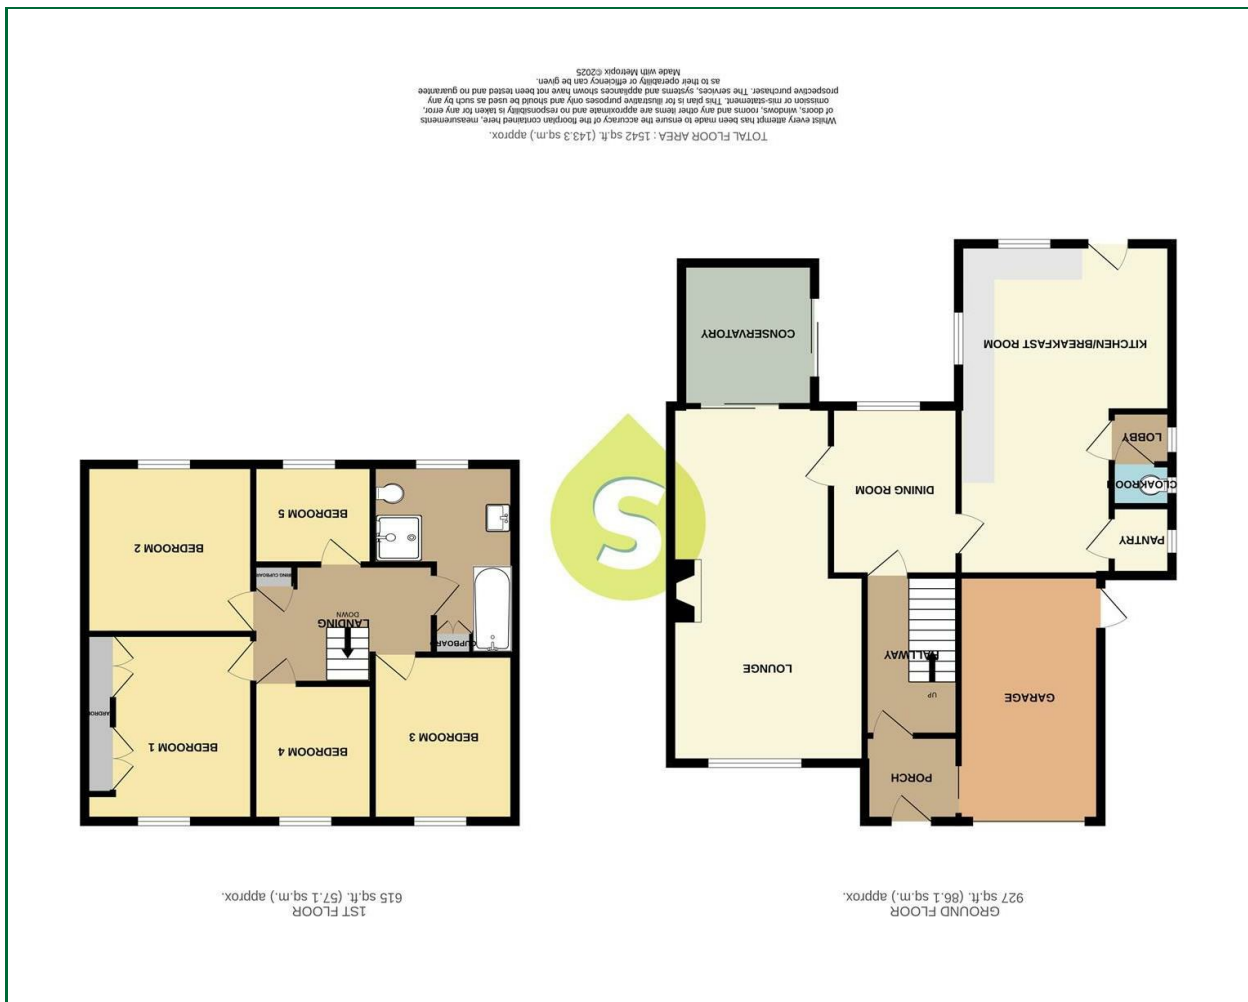 GROUND FLOOR
927 sq.ft. (86.1 sq.m.) approx.
PORCH
GARAGE
UP
HALLWAY
LOUNGE
PANTRY
DINING ROOM
CLOAKROOM
LOBBY
KITCHEN/BREAKFAST ROOM
CONSERVATORY
S
1ST FLOOR
615 sq.ft. (57.1 sq.m.) approx.
BEDROOM 3
BEDROOM 4
BEDROOM 1
CUPBOARD
LANDING
DOWN
BEDROOM 5
BEDROOM 2
TOTAL FLOOR AREA : 1542 sq.ft. (143.3 sq.m.) approx.
Whilst every attempt has been made to ensure the accuracy of the floorplan contained here, measurements
of doors, windows, rooms and any other items are approximate and no responsibility is taken for any error,
omission or mis-statement. This plan is for illustrative purposes only and should be used as such by any
prospective purchaser. The services, systems and appliances shown have not been tested and no guarantee
as to their operability or efficiency can be given.
Made with Metropix ©2025